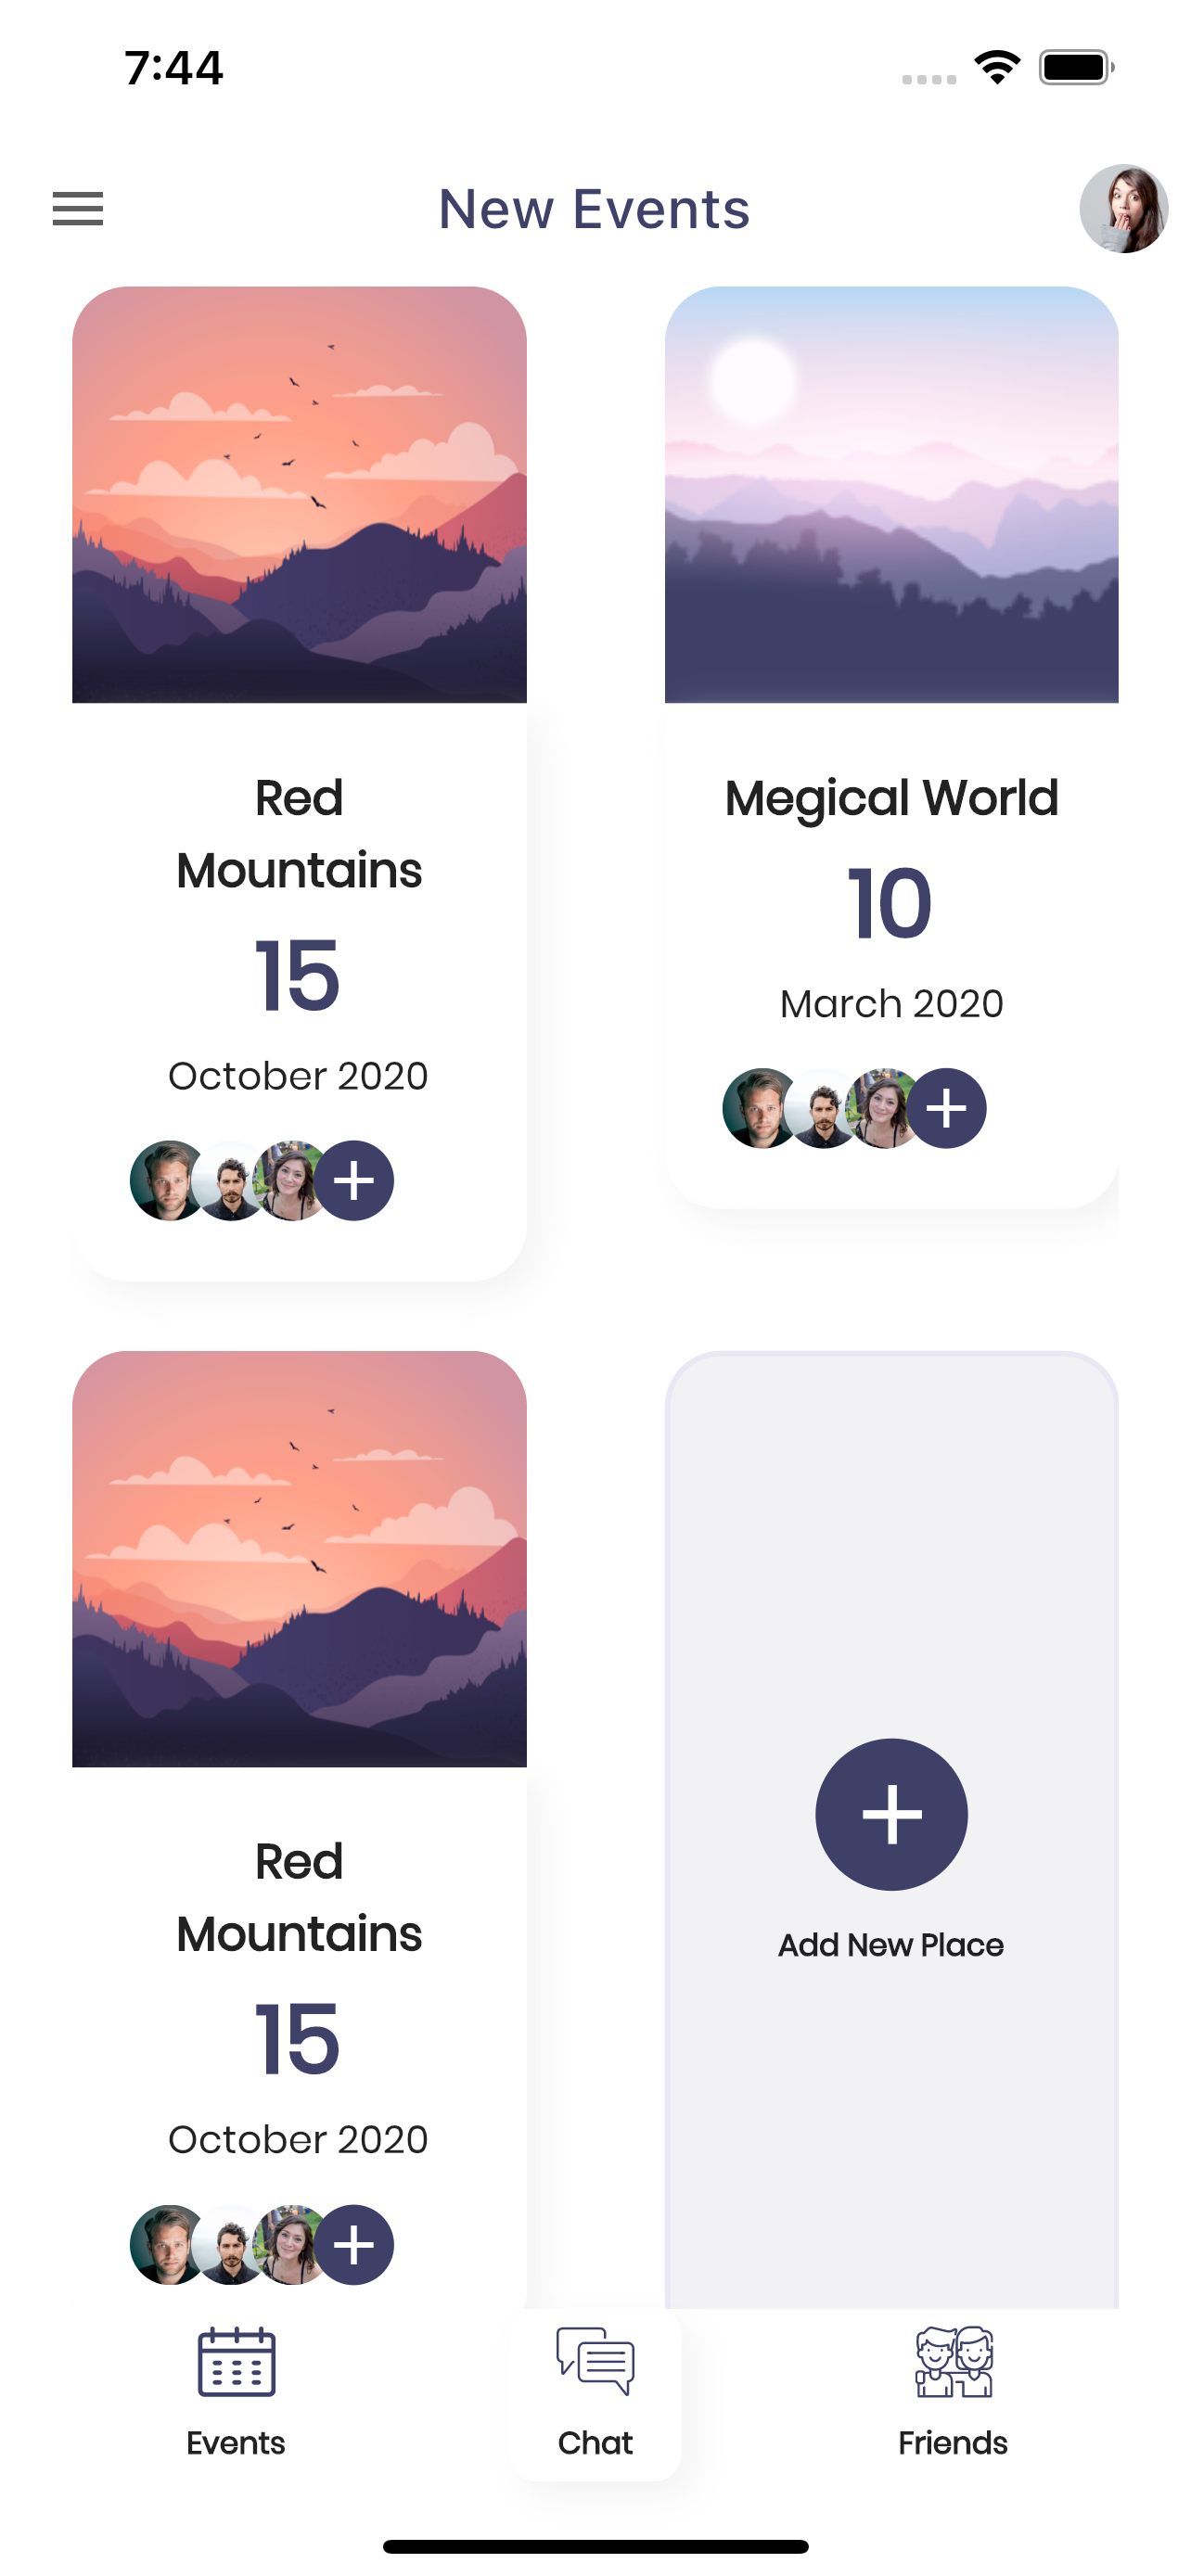 7:44
New Events
Red
Mountains
15
October 2020
Megical World
10
March 2020
Red
Mountains
15
October 2020
Add New Place
Events
Chat
Friends